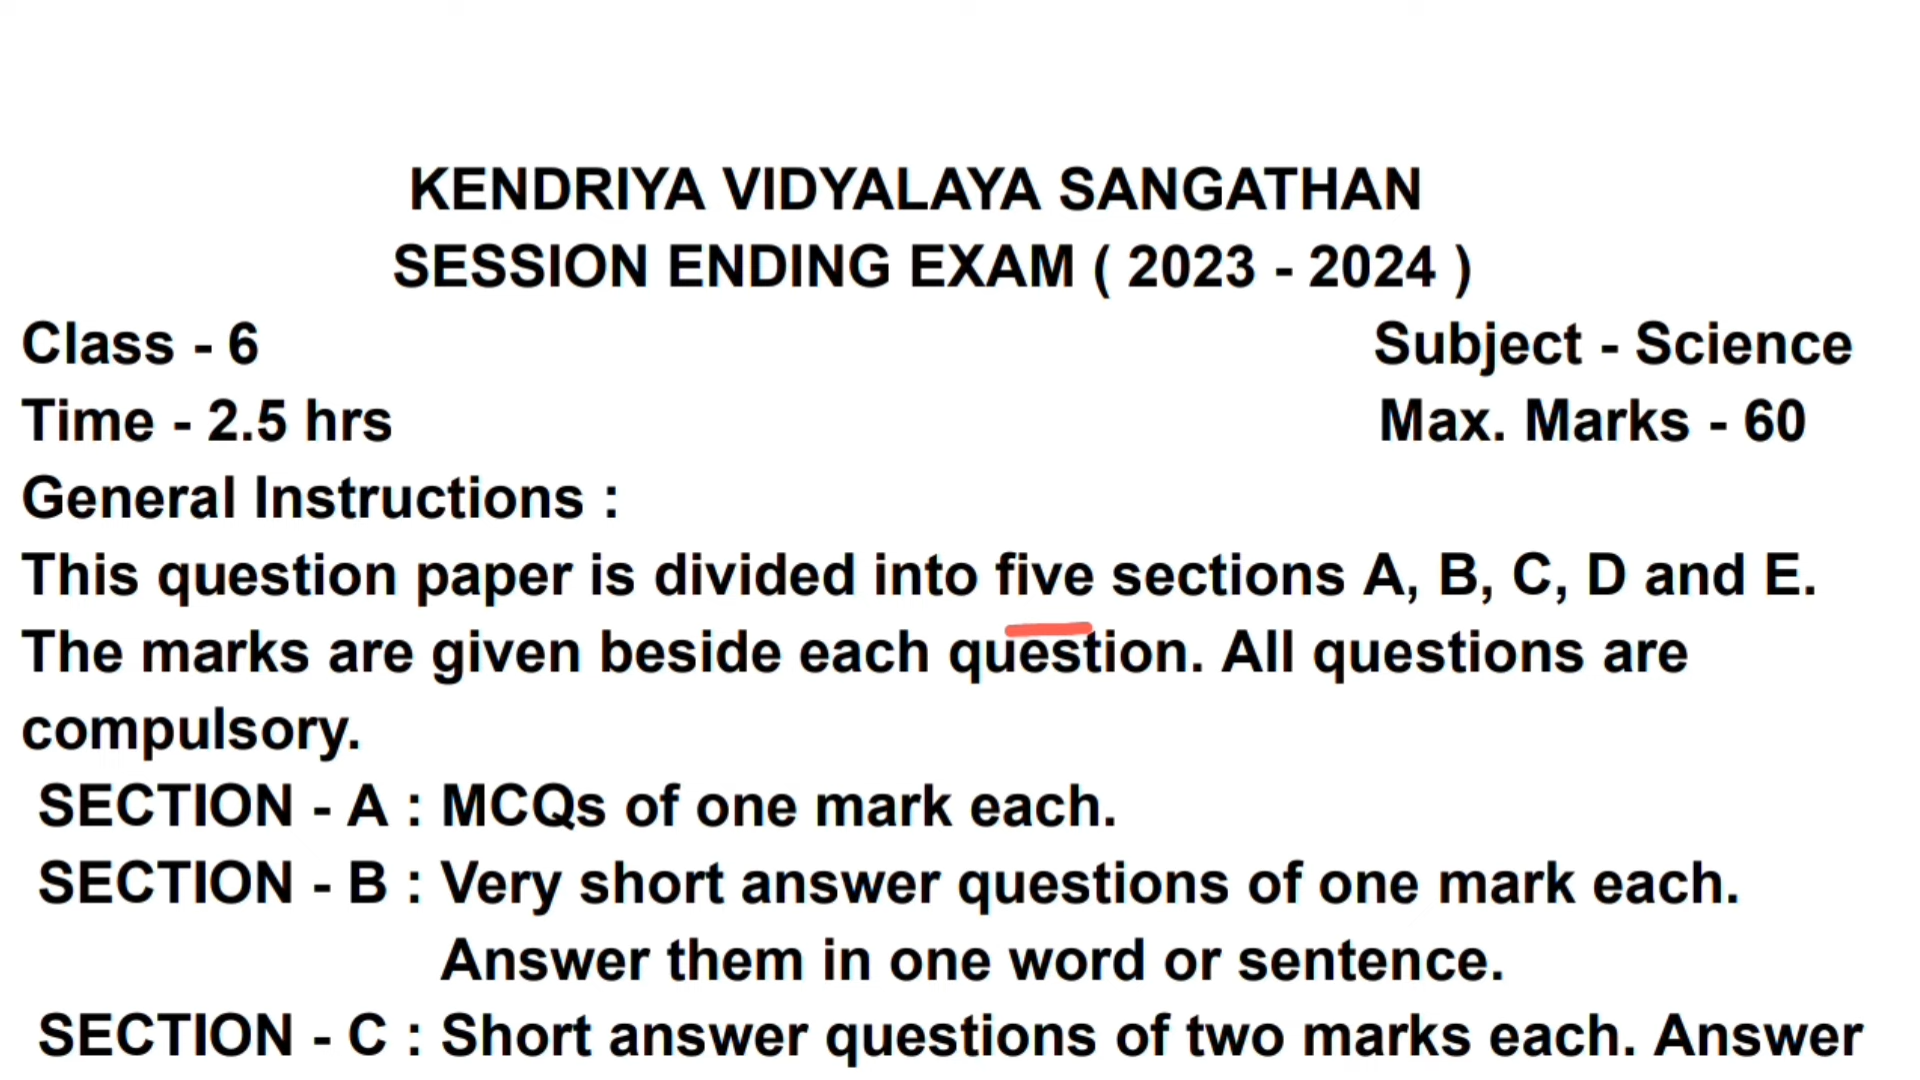 KENDRIYA VIDYALAYA SANGATHAN
SESSION ENDING EXAM ( 2023 - 2024 )
Class - 6 Subject - Science
Time - 2.5 hrs Max. Marks - 60
General Instructions :
This question paper is divided into five sections A, B, C, D and E.
The marks are given beside each question. All questions are
compulsory.
SECTION - A : MCQs of one mark each.
SECTION - B : Very short answer questions of one mark each.
Answer them in one word or sentence.
SECTION - C : Short answer questions of two marks each. Answer